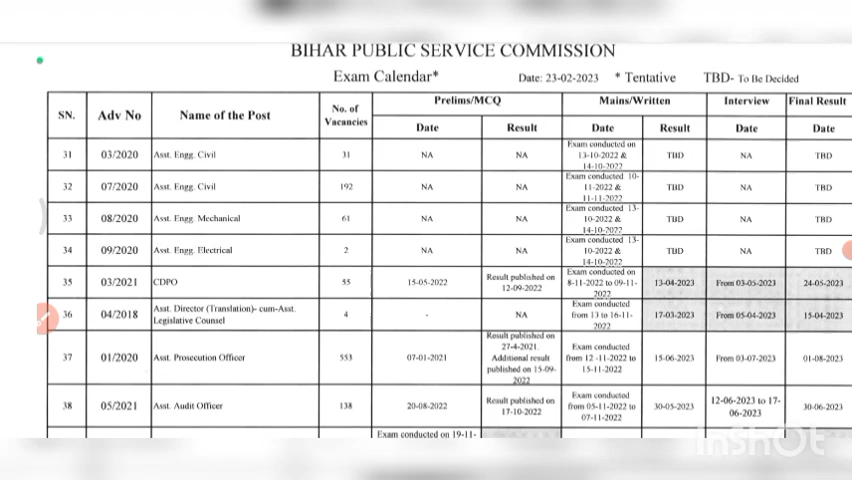 BIHAR PUBLIC SERVICE COMMISSION
Exam Calendar* Date: 23-02-2023 * Tentative TBD- To Be Decided
SN. Adv No Name of the Post No. of Vacancies Prelims/MCQ Mains/Written Interview Final Result
Date Result Date Result Date Date
31 03/2020 Asst. Engg. Civil 31 NA NA Exam conducted on 13-10-2022 & 14-10-2022 TBD NA TBD
32 07/2020 Asst. Engg. Civil 192 NA NA Exam conducted 10-11-2022 & 11-11-2022 TBD NA TBD
33 08/2020 Asst. Engg. Mechanical 61 NA NA Exam conducted 13-10-2022 & 14-10-2022 TBD NA TBD
34 09/2020 Asst. Engg. Electrical 2 NA NA Exam conducted 13-10-2022 & 14-10-2022 TBD NA TBD
35 03/2021 CDPO 55 15-05-2022 Result published on 12-09-2022 Exam conducted on 8-11-2022 to 09-11-2022 13-04-2023 From 03-05-2023 24-05-2023
36 04/2018 Asst. Director (Translation)- cum-Asst. Legislative Counsel 4 - NA Exam conducted from 13 to 16-11-2022 17-03-2023 From 05-04-2023 15-04-2023
37 01/2020 Asst. Prosecution Officer 553 07-01-2021 Result published on 27-4-2021. Additional result published on 15-09-2022 Exam conducted from 12 -11-2022 to 15-11-2022 15-06-2023 From 03-07-2023 01-08-2023
38 05/2021 Asst. Audit Officer 138 20-08-2022 Result published on 17-10-2022 Exam conducted from 05-11-2022 to 07-11-2022 30-05-2023 12-06-2023 to 17-06-2023 30-06-2023
Exam conducted on 19-11-
InShOt